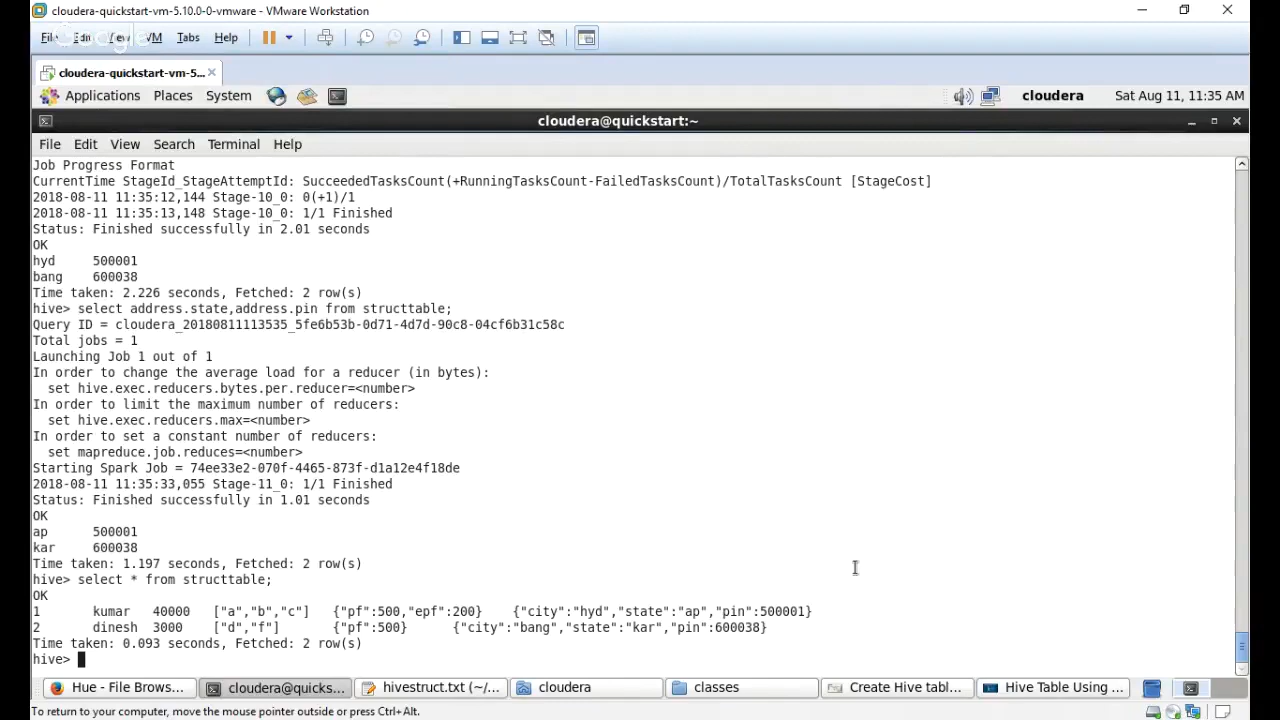 cloudera-quickstart-vm-5.10.0-0-vmware - VMware Workstation
File Edit View VM Tabs Help
Google
cloudera-quickstart-vm-5...
Applications Places System cloudera Sat Aug 11, 11:35 AM
cloudera@quickstart:~
File Edit View Search Terminal Help
Job Progress Format
CurrentTime StageId_StageAttemptId: SucceededTasksCount(+RunningTasksCount-FailedTasksCount)/TotalTasksCount [StageCost]
2018-08-11 11:35:12,144 Stage-10_0: 0(+1)/1
2018-08-11 11:35:13,148 Stage-10_0: 1/1 Finished
Status: Finished successfully in 2.01 seconds
OK
hyd 500001
bang 600038
Time taken: 2.226 seconds, Fetched: 2 row(s)
hive> select address.state,address.pin from structtable;
Query ID = cloudera_20180811113535_5fe6b53b-0d71-4d7d-90c8-04cf6b31c58c
Total jobs = 1
Launching Job 1 out of 1
In order to change the average load for a reducer (in bytes):
set hive.exec.reducers.bytes.per.reducer=<number>
In order to limit the maximum number of reducers:
set hive.exec.reducers.max=<number>
In order to set a constant number of reducers:
set mapreduce.job.reduces=<number>
Starting Spark Job = 74ee33e2-070f-4465-873f-d1a12e4f18de
2018-08-11 11:35:33,055 Stage-11_0: 1/1 Finished
Status: Finished successfully in 1.01 seconds
OK
ap 500001
kar 600038
Time taken: 1.197 seconds, Fetched: 2 row(s)
hive> select * from structtable;
OK
1 kumar 40000 ["a","b","c"] {"pf":500,"epf":200} {"city":"hyd","state":"ap","pin":500001}
2 dinesh 3000 ["d","f"] {"pf":500} {"city":"bang","state":"kar","pin":600038}
Time taken: 0.093 seconds, Fetched: 2 row(s)
hive>
Hue - File Brows... cloudera@quicks... hivestruct.txt (~/... cloudera classes Create Hive tabl... Hive Table Using ...
To return to your computer, move the mouse pointer outside or press Ctrl+Alt.